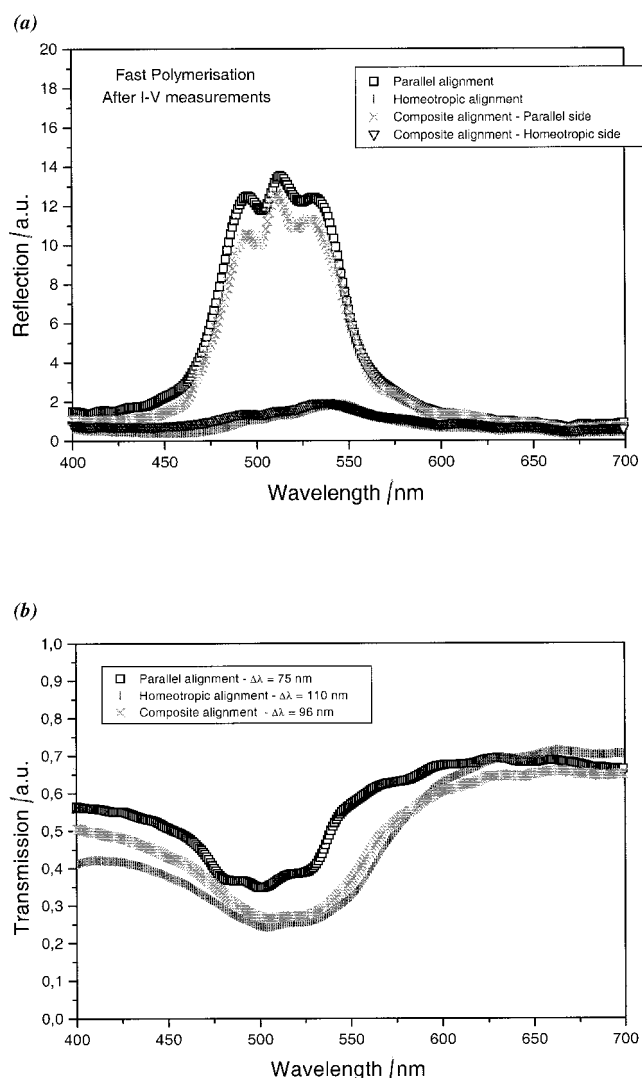 (a)
20
18
16
14
12
10
8
6
4
2
0
Reflection /a.u.
Fast Polymerisation
After I-V measurements
Parallel alignment
Homeotropic alignment
Composite alignment - Parallel side
Composite alignment - Homeotropic side
400 450 500 550 600 650 700
Wavelength /nm
(b)
1,0
0,9
0,8
0,7
0,6
0,5
0,4
0,3
0,2
0,1
0,0
Transmission /a.u.
Parallel alignment - Δλ = 75 nm
Homeotropic alignment - Δλ = 110 nm
Composite alignment - Δλ = 96 nm
400 450 500 550 600 650 700
Wavelength /nm